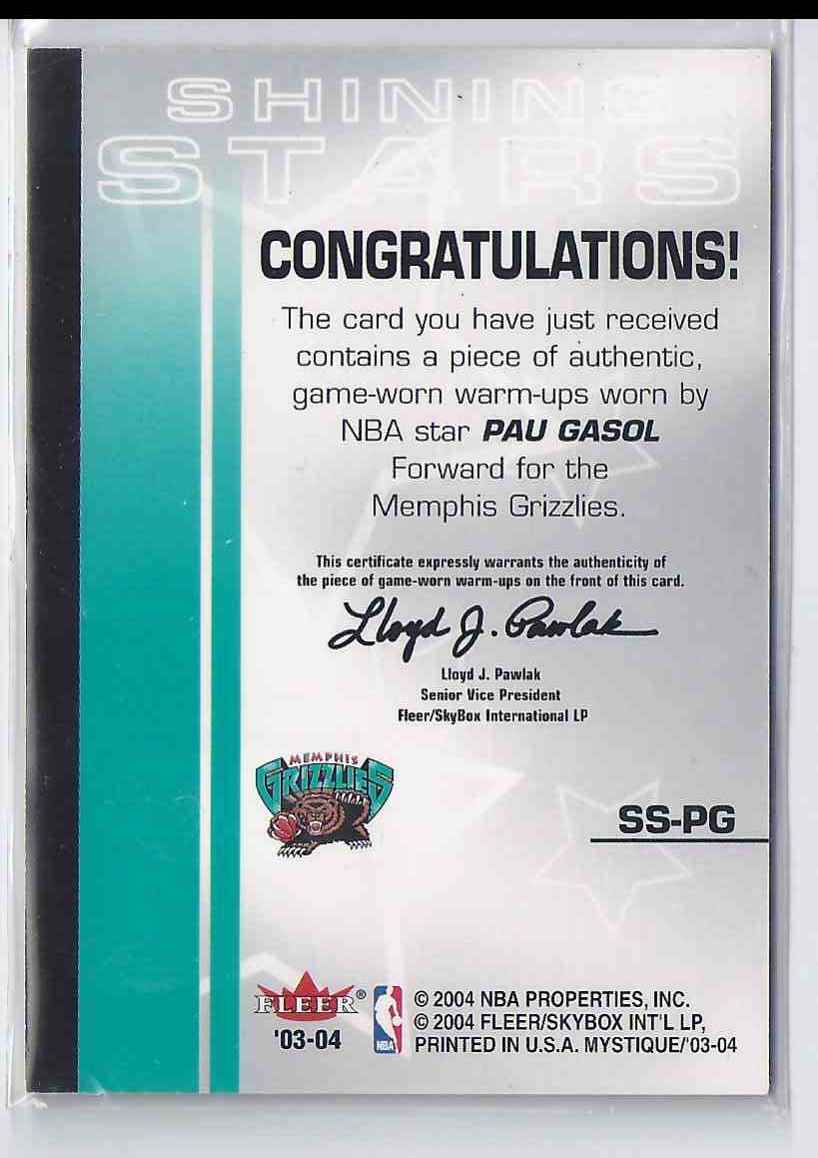 SHINING
STARS
CONGRATULATIONS!
The card you have just received
contains a piece of authentic,
game-worn warm-ups worn by
NBA star PAU GASOL
Forward for the
Memphis Grizzlies.
This certificate expressly warrants the authenticity of
the piece of game-worn warm-ups on the front of this card.
Lloyd J. Pawlak
Lloyd J. Pawlak
Senior Vice President
Fleer/SkyBox International LP
MEMPHIS
GRIZZLIES
SS-PG
FLEER®
'03-04
NBA
© 2004 NBA PROPERTIES, INC.
© 2004 FLEER/SKYBOX INT'L LP,
PRINTED IN U.S.A. MYSTIQUE/'03-04